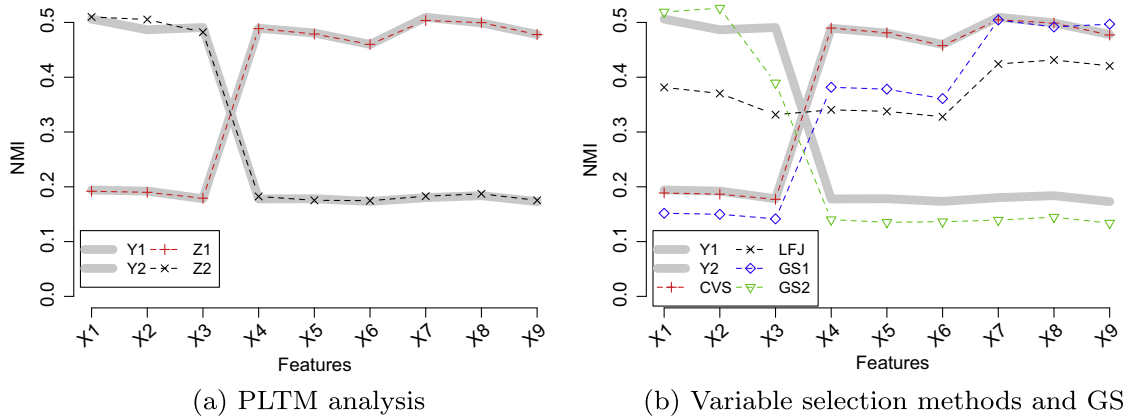 NMI
0.5
0.4
0.3
0.2
0.1
0.0
Y1 Z1
Y2 Z2
X1 X2 X3 X4 X5 X6 X7 X8 X9
Features
(a) PLTM analysis
NMI
0.5
0.4
0.3
0.2
0.1
0.0
Y1 LFJ
Y2 GS1
CVS GS2
X1 X2 X3 X4 X5 X6 X7 X8 X9
Features
(b) Variable selection methods and GS